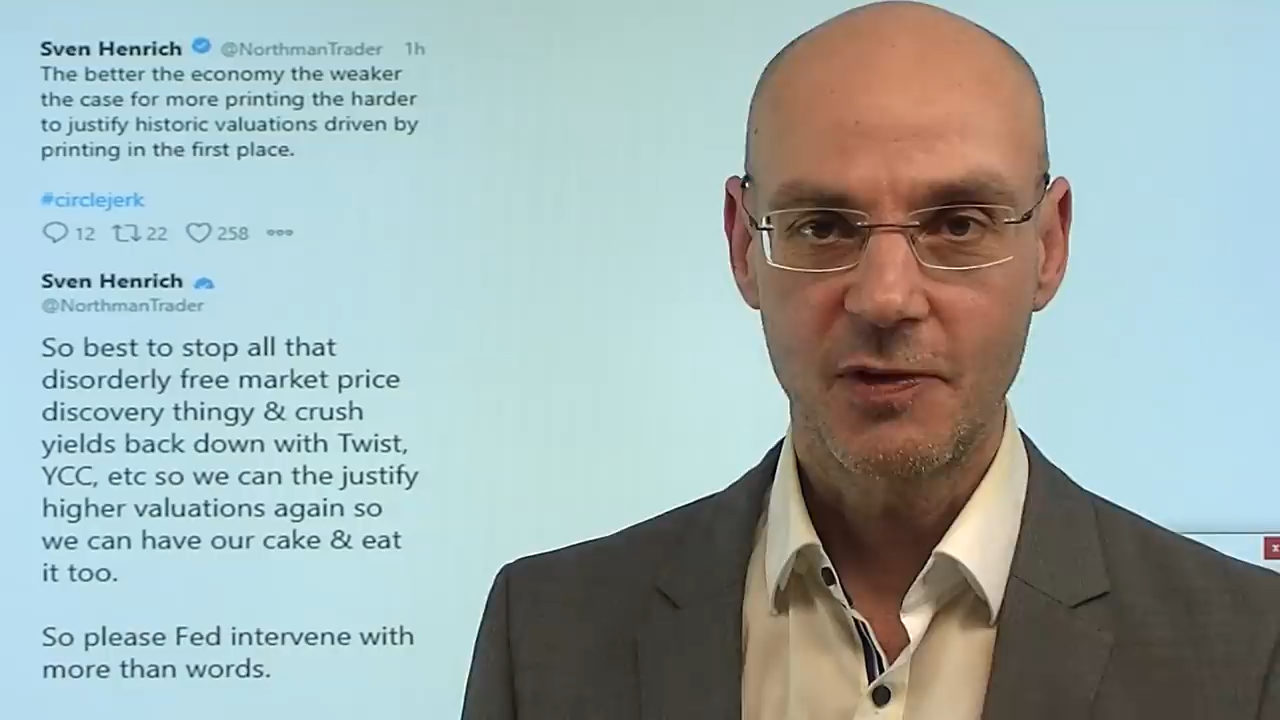 Sven Henrich @NorthmanTrader 1h
The better the economy the weaker
the case for more printing the harder
to justify historic valuations driven by
printing in the first place.
#circlejerk
12 22 258
Sven Henrich
@NorthmanTrader
So best to stop all that
disorderly free market price
discovery thingy & crush
yields back down with Twist,
YCC, etc so we can the justify
higher valuations again so
we can have our cake & eat
it too.
So please Fed intervene with
more than words.
x